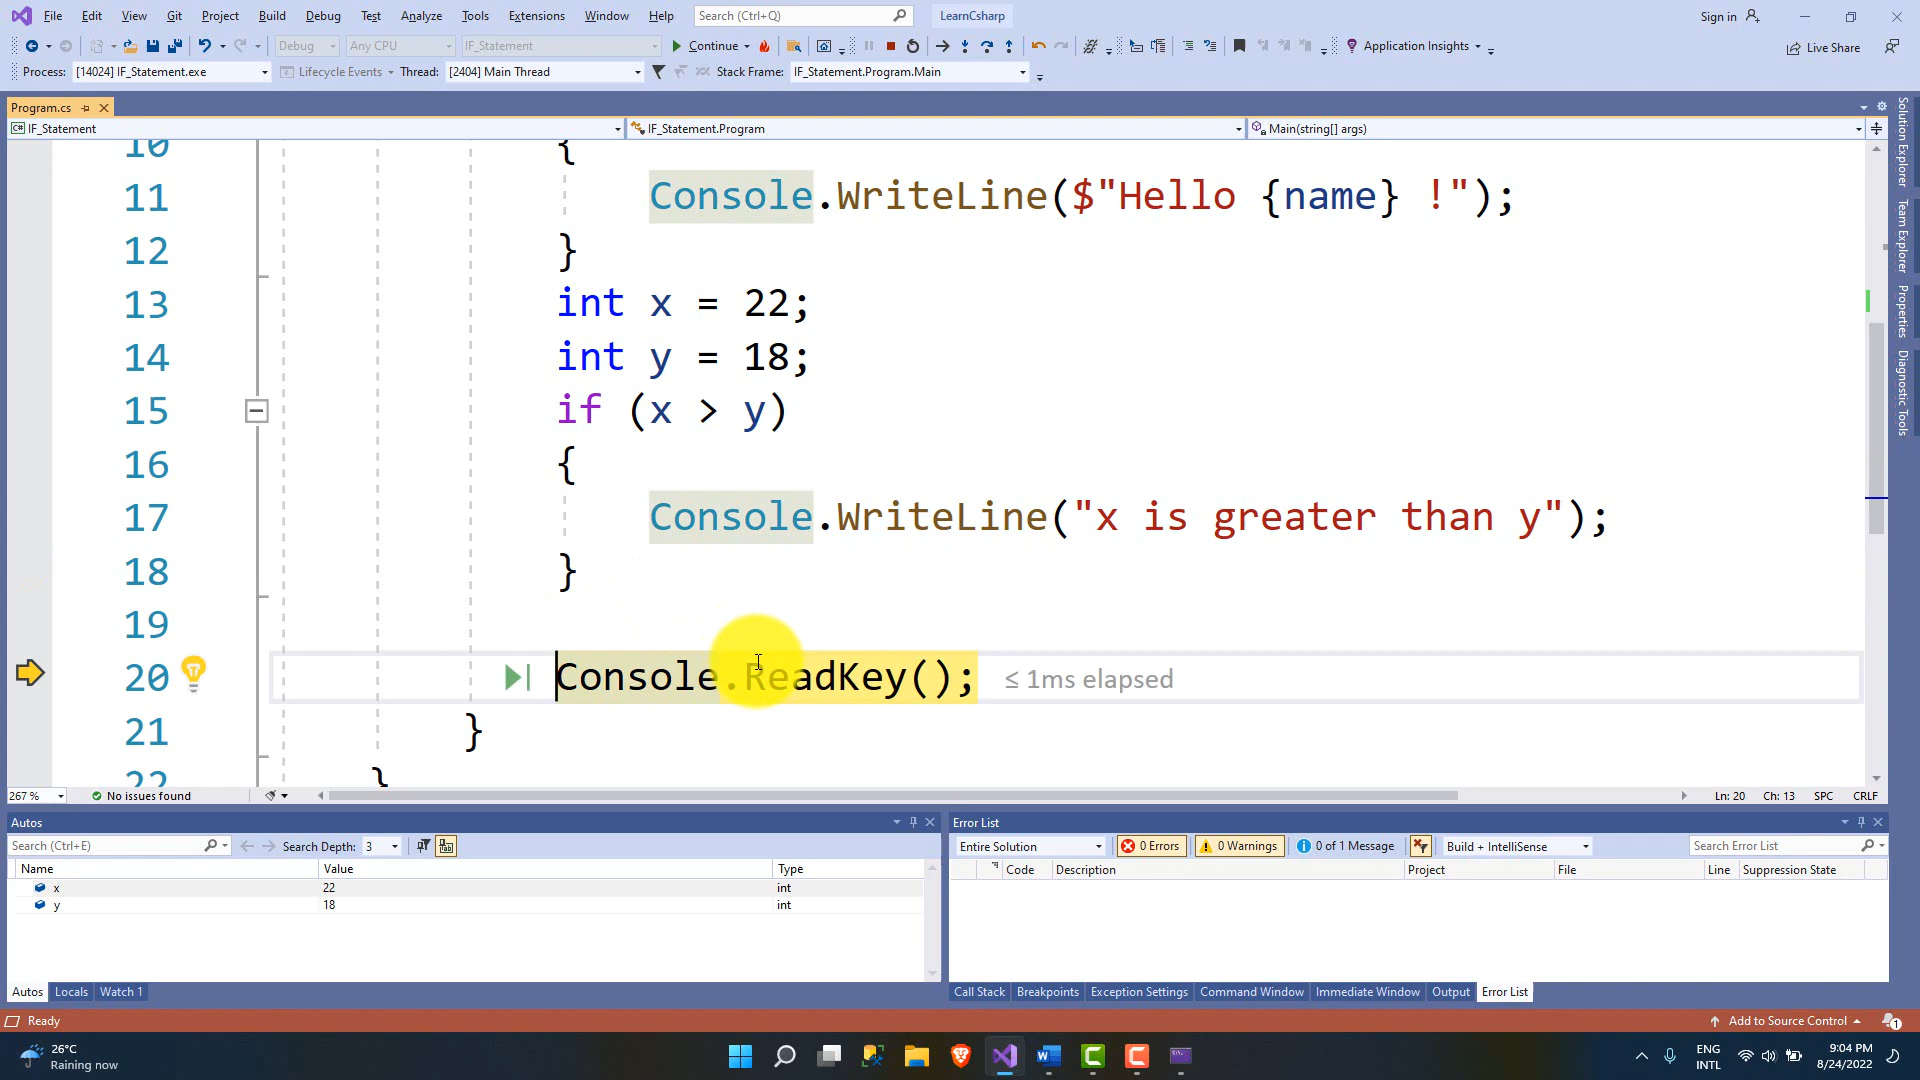 File Edit View Git Project Build Debug Test Analyze Tools Extensions Window Help Search (Ctrl+Q) LearnCsharp Sign in
Debug Any CPU IF_Statement Continue Application Insights Live Share
Process: [14024] IF_Statement.exe Lifecycle Events Thread: [2404] Main Thread Stack Frame: IF_Statement.Program.Main
Program.cs
C# IF_Statement IF_Statement.Program Main(string[] args)
10 {
11 Console.WriteLine($"Hello {name} !");
12 }
13 int x = 22;
14 int y = 18;
15 if (x > y)
16 {
17 Console.WriteLine("x is greater than y");
18 }
19
20 Console.ReadKey(); ≤ 1ms elapsed
21 }
22 }
Solution Explorer
Team Explorer
Properties
Diagnostic Tools
267 % No issues found Ln: 20 Ch: 13 SPC CRLF
Autos
Search (Ctrl+E) Search Depth: 3
Name Value Type
x 22 int
y 18 int
Autos Locals Watch 1
Error List
Entire Solution 0 Errors 0 Warnings 0 of 1 Message Build + IntelliSense Search Error List
Code Description Project File Line Suppression State
Call Stack Breakpoints Exception Settings Command Window Immediate Window Output Error List
Ready Add to Source Control 1
26°C
Raining now
ENG
INTL
9:04 PM
8/24/2022